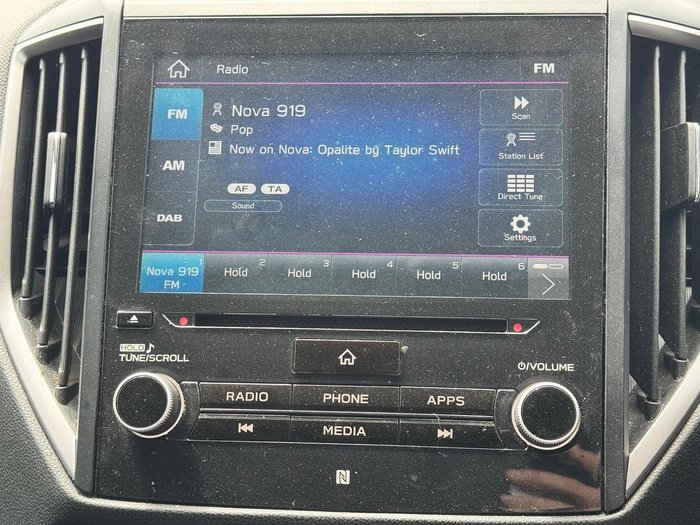 Radio
FM
FM
Nova 919
Scan
Pop
Now on Nova: Opalite by Taylor Swift
Station List
AM
AF TA
Direct Tune
Sound
DAB
Settings
1 2 3 4 5 6
Nova 919 Hold Hold Hold Hold Hold
FM
HOLD
TUNE/SCROLL
/VOLUME
RADIO PHONE APPS
MEDIA
N